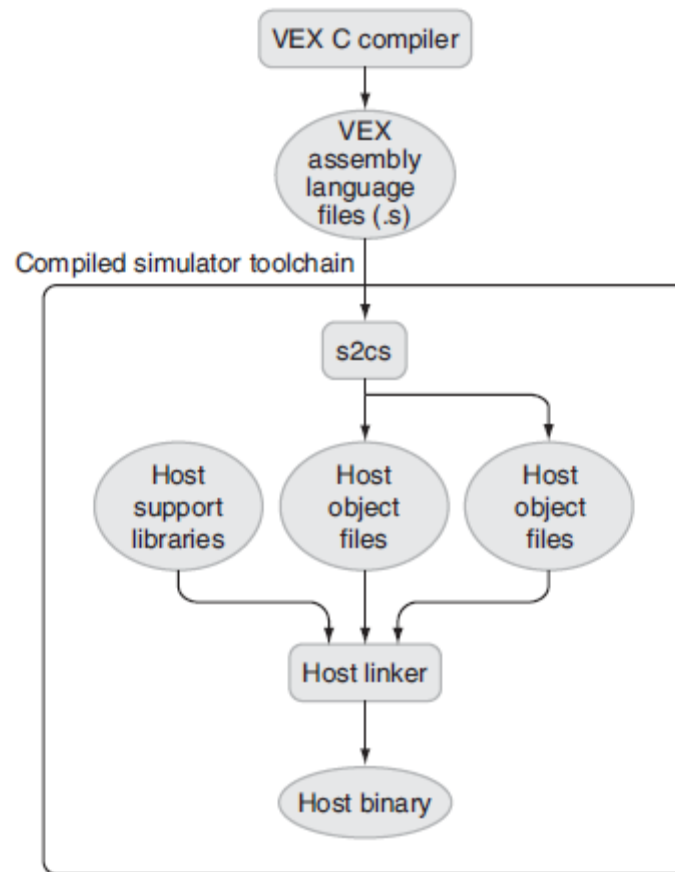 VEX C compiler
VEX
assembly
language
files (.s)
Compiled simulator toolchain
s2cs
Host
support
libraries
Host
object
files
Host
object
files
Host linker
Host binary